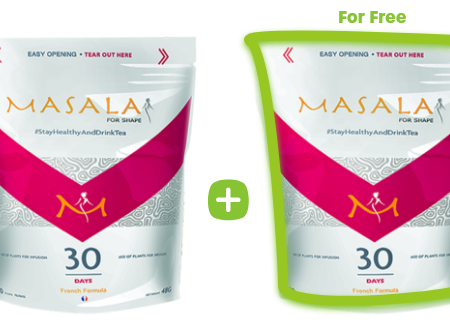 For Free
EASY OPENING • TEAR OUT HERE
MASALA
FOR SHAPE
#StayHealthyAndDrinkTea
M
30
DAYS
French Formula
EASY OPENING • TEAR OUT HERE
MASALA
FOR SHAPE
#StayHealthyAndDrinkTea
M
30
DAYS
French Formula